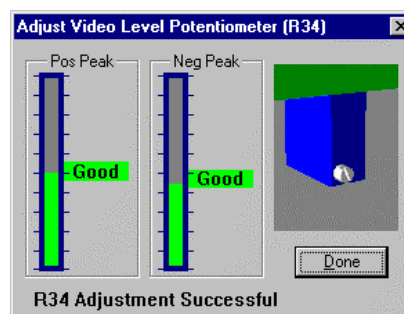 Adjust Video Level Potentiometer (R34)
Pos Peak
Neg Peak
Good
Good
Done
R34 Adjustment Successful